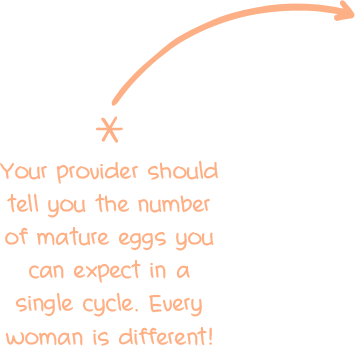 *
Your provider should
tell you the number
of mature eggs you
can expect in a
single cycle. Every
woman is different!